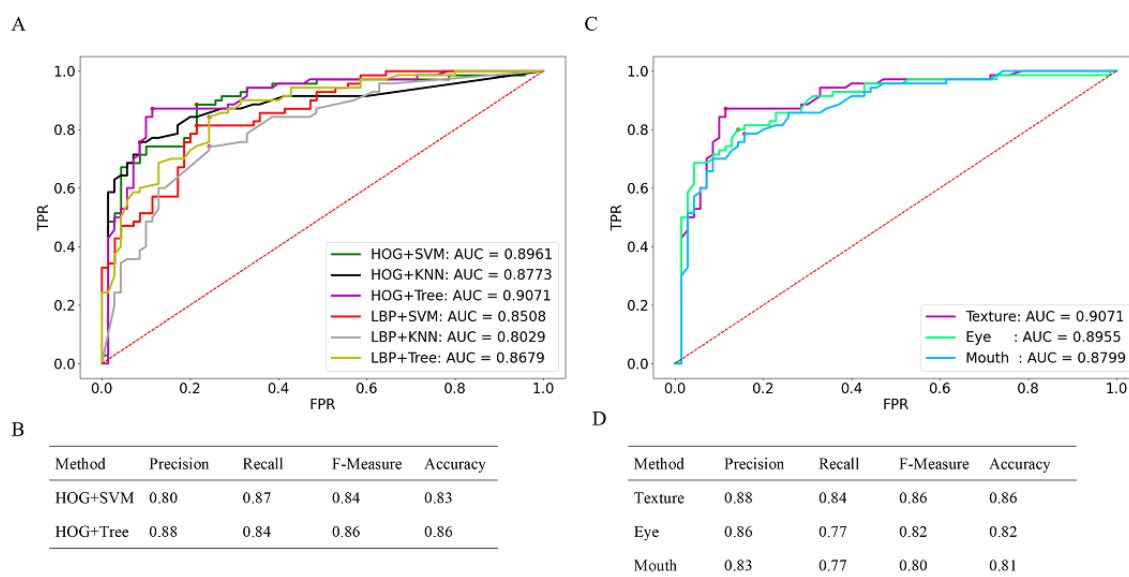 A
C
1.0
0.8
0.6
0.4
0.2
0.0
TPR
HOG+SVM: AUC = 0.8961
HOG+KNN: AUC = 0.8773
HOG+Tree: AUC = 0.9071
LBP+SVM: AUC = 0.8508
LBP+KNN: AUC = 0.8029
LBP+Tree: AUC = 0.8679
0.0 0.2 0.4 0.6 0.8 1.0
FPR
1.0
0.8
0.6
0.4
0.2
0.0
TPR
Texture: AUC = 0.9071
Eye : AUC = 0.8955
Mouth : AUC = 0.8799
0.0 0.2 0.4 0.6 0.8 1.0
FPR
B
Method Precision Recall F-Measure Accuracy
HOG+SVM 0.80 0.87 0.84 0.83
HOG+Tree 0.88 0.84 0.86 0.86
D
Method Precision Recall F-Measure Accuracy
Texture 0.88 0.84 0.86 0.86
Eye 0.86 0.77 0.82 0.82
Mouth 0.83 0.77 0.80 0.81